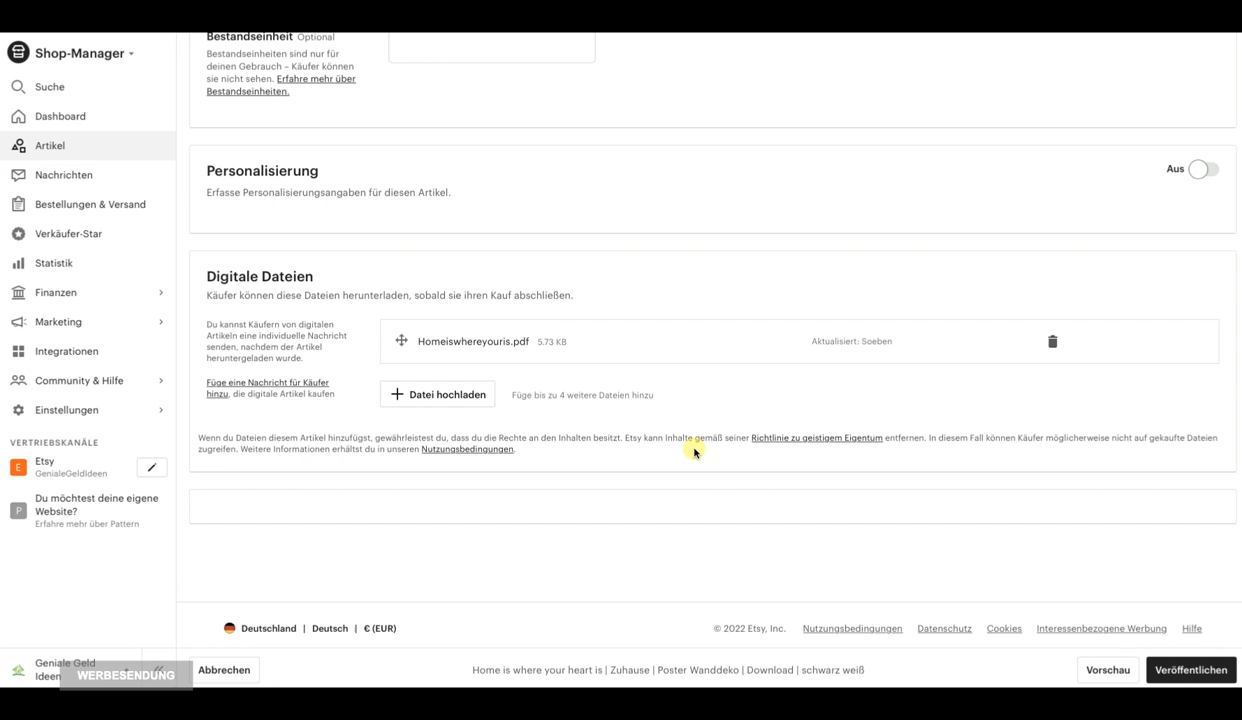 Shop-Manager
Suche
Dashboard
Artikel
Nachrichten
Bestellungen & Versand
Verkäufer-Star
Statistik
Finanzen
Marketing
Integrationen
Community & Hilfe
Einstellungen
VERTRIEBSKANÄLE
E
Etsy
GenialeGeldIdeen
P
Du möchtest deine eigene
Website?
Erfahre mehr über Pattern
Geniale Geld
Ideen
WERBESENDUNG
Bestandseinheit Optional
Bestandseinheiten sind nur für
deinen Gebrauch – Käufer können
sie nicht sehen. Erfahre mehr über
Bestandseinheiten.
Personalisierung
Erfasse Personalisierungsangaben für diesen Artikel.
Aus
Digitale Dateien
Käufer können diese Dateien herunterladen, sobald sie ihren Kauf abschließen.
Du kannst Käufern von digitalen
Artikeln eine individuelle Nachricht
senden, nachdem der Artikel
heruntergeladen wurde.
Füge eine Nachricht für Käufer
hinzu, die digitale Artikel kaufen
Homeiswhereyouris.pdf 5.73 KB Aktualisiert: Soeben
+ Datei hochladen Füge bis zu 4 weitere Dateien hinzu
Wenn du Dateien diesem Artikel hinzufügst, gewährleistest du, dass du die Rechte an den Inhalten besitzt. Etsy kann Inhalte gemäß seiner Richtlinie zu geistigem Eigentum entfernen. In diesem Fall können Käufer möglicherweise nicht auf gekaufte Dateien
zugreifen. Weitere Informationen erhältst du in unseren Nutzungsbedingungen.
Deutschland | Deutsch | € (EUR)
© 2022 Etsy, Inc. Nutzungsbedingungen Datenschutz Cookies Interessenbezogene Werbung Hilfe
Abbrechen Home is where your heart is | Zuhause | Poster Wanddeko | Download | schwarz weiß Vorschau Veröffentlichen